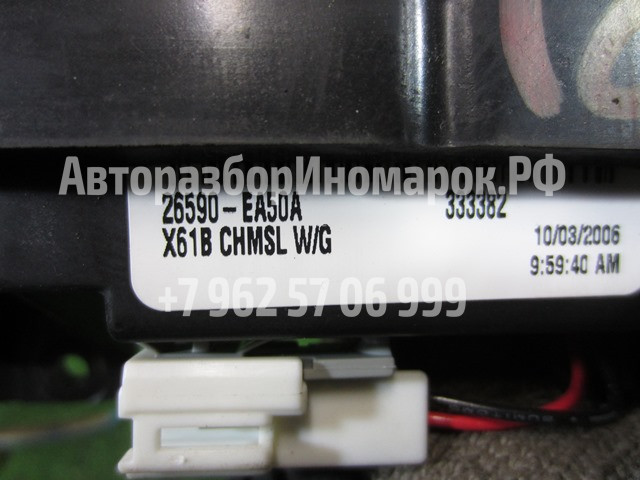 АвторазборИномарок.РФ
26590-EA50A 333382
X61B CHMSL W/G 10/03/2006
9:59:40 AM
+7 962 57 06 999